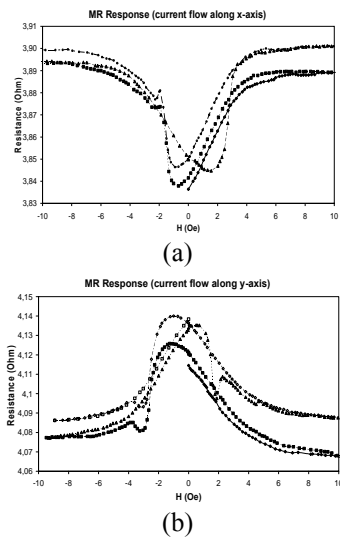 MR Response (current flow along x-axis)
3,91
3,90
3,89
3,88
3,87
3,86
3,85
3,84
3,83
Resistance (Ohm)
-10 -8 -6 -4 -2 0 2 4 6 8 10
H (Oe)
(a)
MR Response (current flow along y-axis)
4,15
4,14
4,13
4,12
4,11
4,10
4,09
4,08
4,07
4,06
Resistance (Ohm)
-10 -8 -6 -4 -2 0 2 4 6 8 10
H (Oe)
(b)